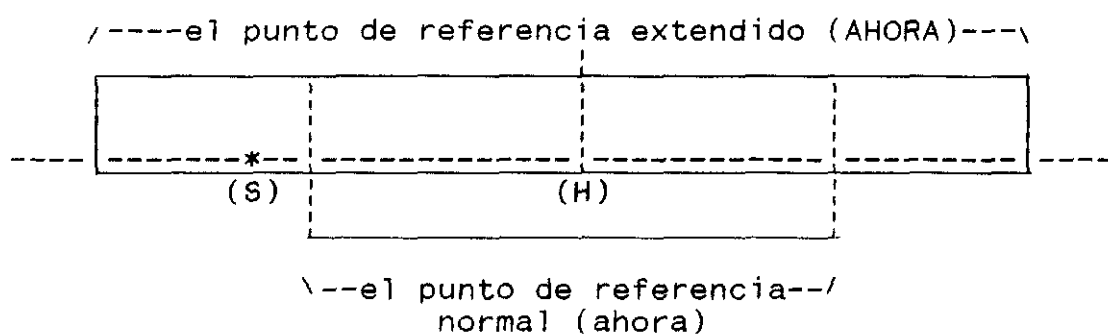 /----el punto de referencia extendido (AHORA)---\
(S) (H)
\--el punto de referencia--/
normal (ahora)